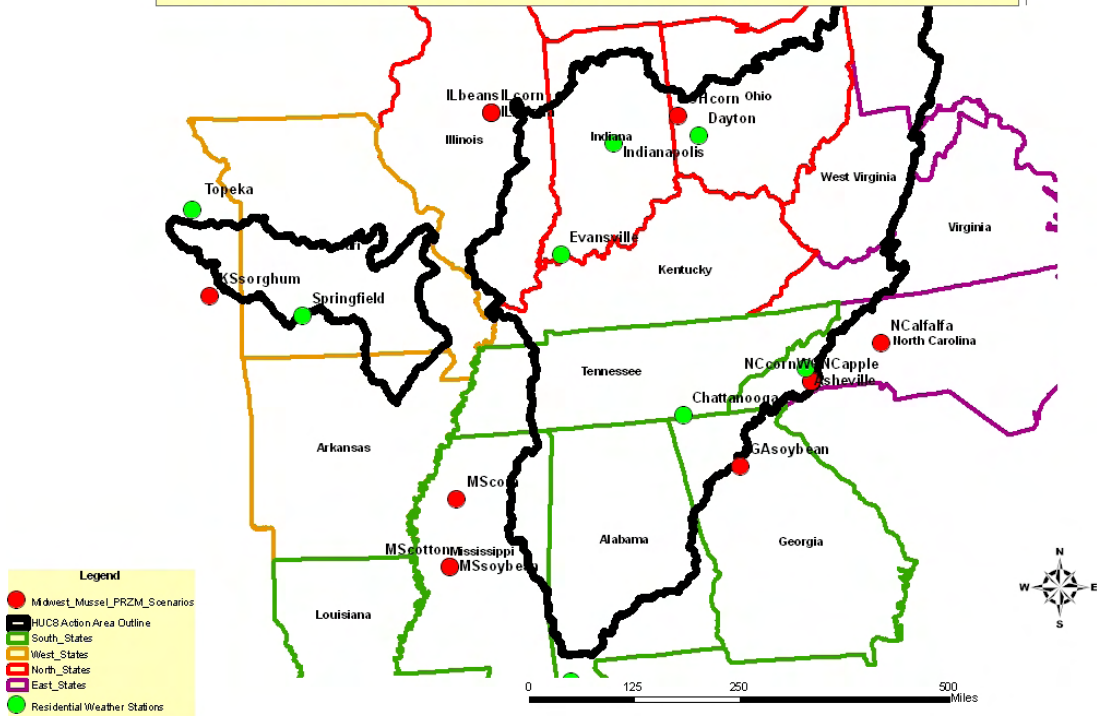 ILbeans ILcorn
corn Ohio
Illinois
Dayton
Indiana
Indianapolis
West Virginia
Topeka
Virginia
Evansville
Kentucky
KSsorghum
Springfield
NCalfalfa
North Carolina
Tennessee
NCcornW NCapple
Asheville
Chattanooga
Arkansas
GAsoybean
MScorn
Alabama
Georgia
MScotton Mississippi
MSsoybean
Louisiana
N
W E
S
Legend
Midwest_Mussel_PRZM_Scenarios
HUC8 Action Area Outline
South_States
West_States
North_States
East_States
Residential Weather Stations
0 125 250 500
Miles